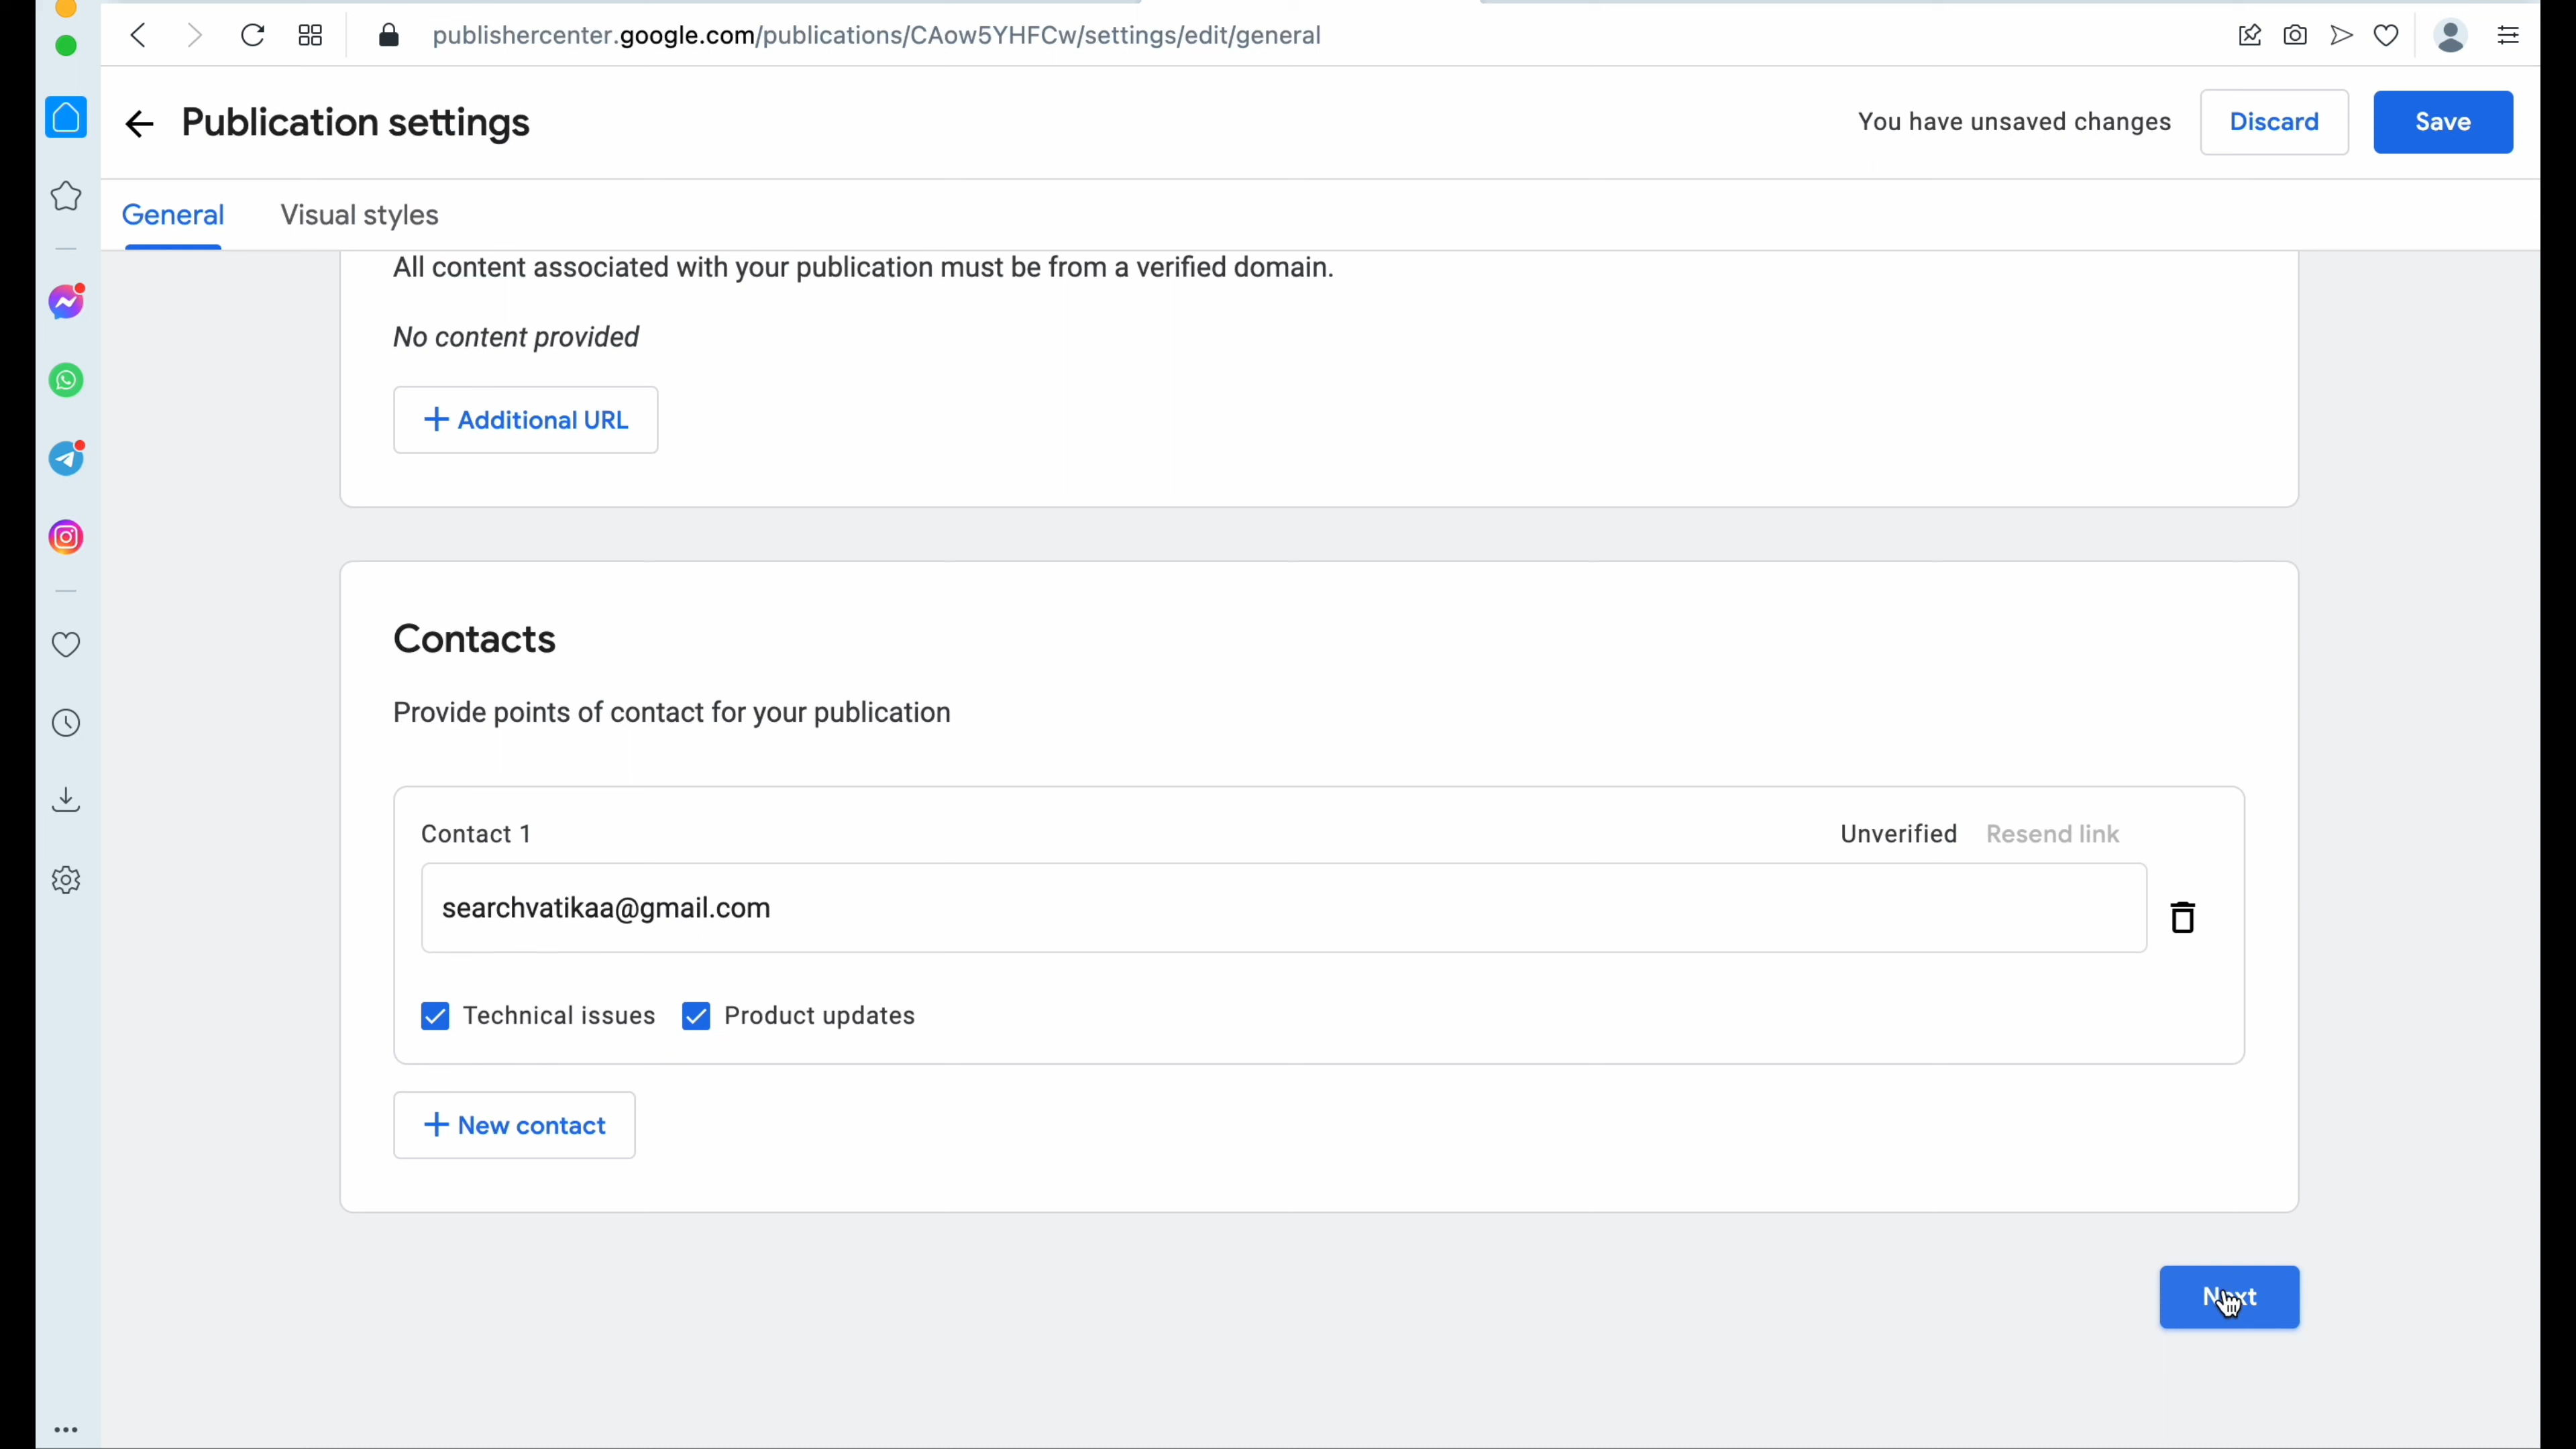 publishercenter.google.com/publications/CAow5YHFCw/settings/edit/general
Publication settings
You have unsaved changes
Discard
Save
General
Visual styles
All content associated with your publication must be from a verified domain.
No content provided
+ Additional URL
Contacts
Provide points of contact for your publication
Contact 1
Unverified
Resend link
searchvatikaa@gmail.com
Technical issues
Product updates
+ New contact
Next